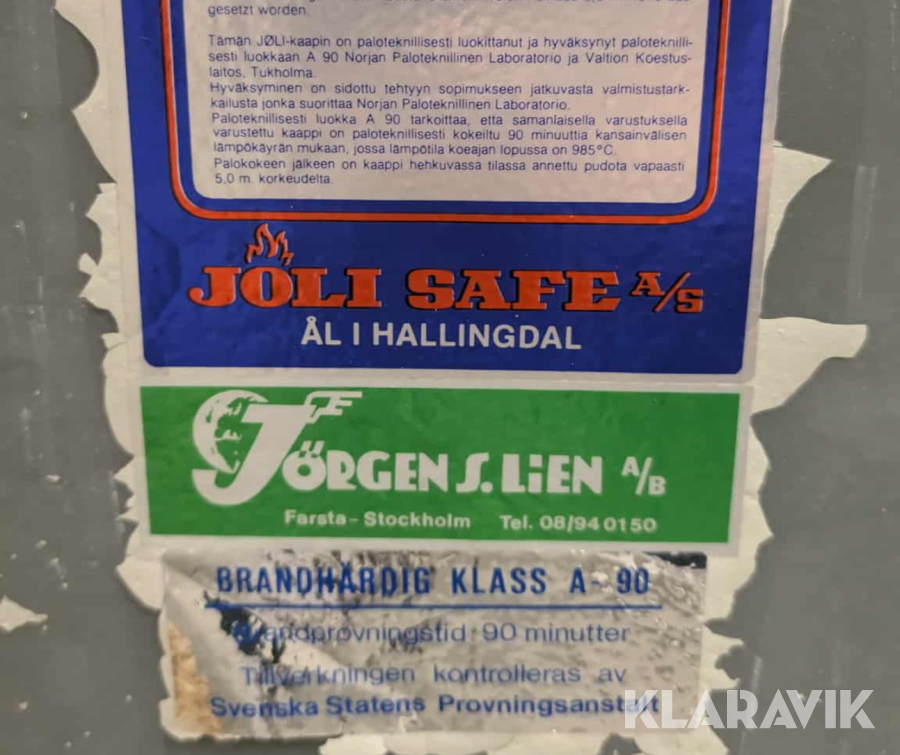 gesetzt worden.
Tämän JØLI-kaapin on paloteknillisesti luokittanut ja hyväksynyt paloteknilli-
sesti luokkaan A 90 Norjan Paloteknillinen Laboratorio ja Valtion Koestus-
laitos, Tukholma.
Hyväksyminen on sidottu tehtyyn sopimukseen jatkuvasta valmistustark-
kailusta jonka suorittaa Norjan Paloteknillinen Laboratorio.
Paloteknillisesti luokka A 90 tarkoittaa, että samanlaisella varustuksella
varustettu kaappi on paloteknillisesti kokeiltu 90 minuuttia kansainvälisen
lämpökäyrän mukaan, jossa lämpötila koeajan lopussa on 985°C.
Palokokeen jälkeen on kaappi hehkuvassa tilassa annettu pudota vapaasti
5,0 m. korkeudelta.
JÖLI SAFE A/S
ÅL I HALLINGDAL
JÖRGEN S. LIEN A/B
Farsta - Stockholm Tel. 08/940150
BRANDHÄRDIG KLASS A-90
Brandprovningstid: 90 minutter
Tillverkningen kontrolleras av
Svenska Statens Provningsanstalt
KLARAVIK